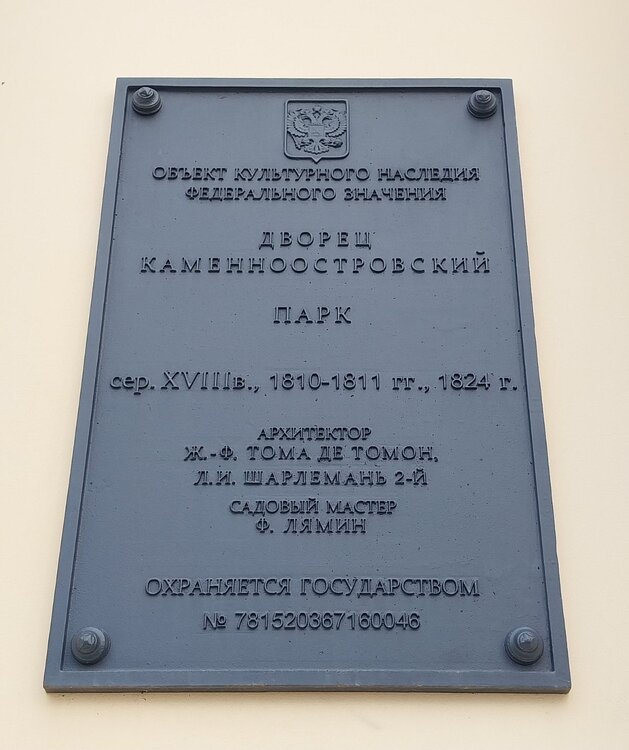 ОБЪЕКТ КУЛЬТУРНОГО НАСЛЕДИЯ
ФЕДЕРАЛЬНОГО ЗНАЧЕНИЯ
ДВОРЕЦ
КАМЕННООСТРОВСКИЙ
ПАРК
сер. XVIIIв., 1810-1811 гг., 1824 г.
АРХИТЕКТОР
Ж.-Ф. ТОМА ДЕ ТОМОН,
Л.И. ШАРЛЕМАНЬ 2-Й
САДОВЫЙ МАСТЕР
Ф. ЛЯМИН
ОХРАНЯЕТСЯ ГОСУДАРСТВОМ
№ 781520367160046